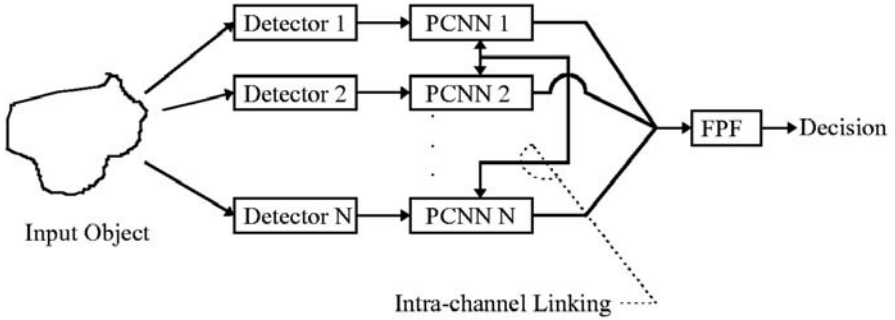 Detector 1
PCNN 1
Detector 2
PCNN 2
FPF
Decision
Detector N
PCNN N
Input Object
Intra-channel Linking